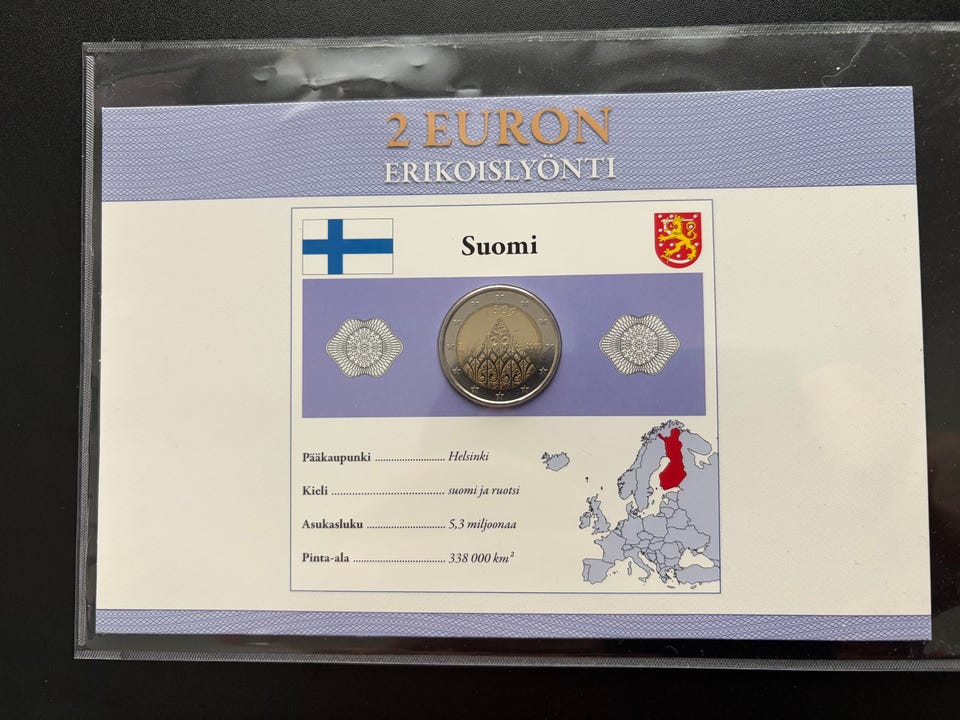 2 EURON
ERIKOISLYÖNTI
Suomi
1809
Pääkaupunki .......................... Helsinki
Kieli .......................................... suomi ja ruotsi
Asukasluku ............................. 5,3 miljoonaa
Pinta-ala .................................. 338 000 km²